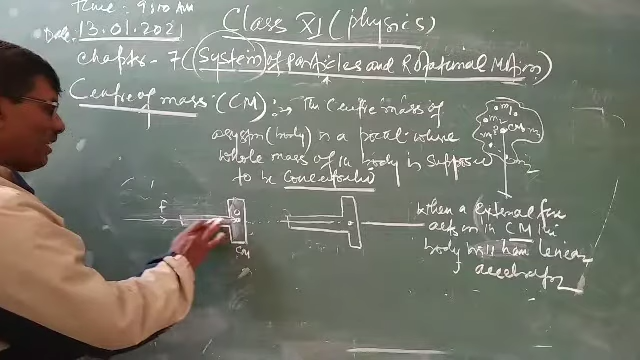 Time : 9:10 AM
Date. 13.01.2021
Class XI (physics)
chapter - 7 (System of Particles and Rotational Motion)
Centre of mass (CM) :→ The Centre mass of
a system (body) is a point where
whole mass of the body is supposed
to be Concentrated
m
m
m
CM
F
CM
When a external force
acts on the CM the
body will have linear